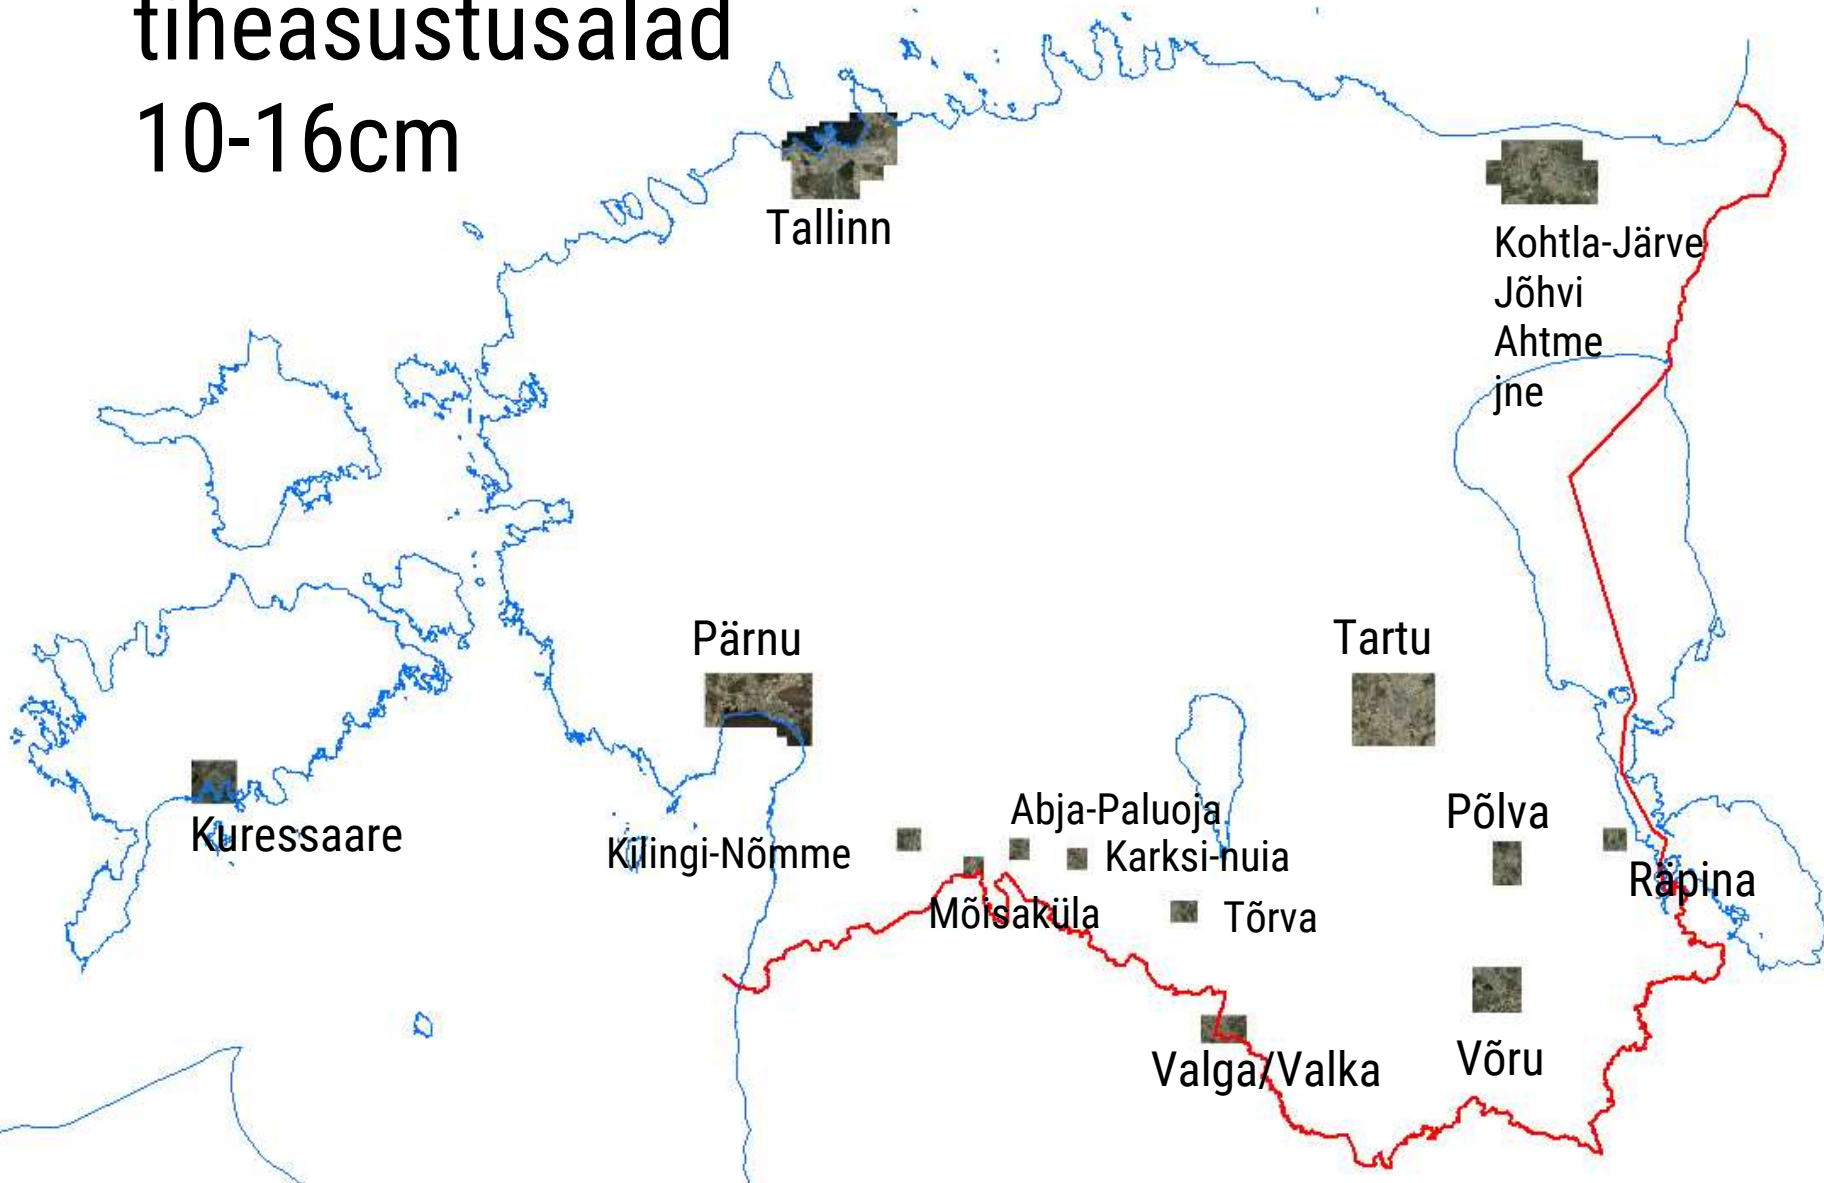 tiheasustusalad
10-16cm
Tallinn
Kohtla-Järve
Jõhvi
Ahtme
jne
Pärnu
Tartu
Kuressaare
Kilingi-Nõmme
Abja-Paluoja
Karksi-nuia
Mõisaküla
Tõrva
Põlva
Räpina
Valga/Valka
Võru